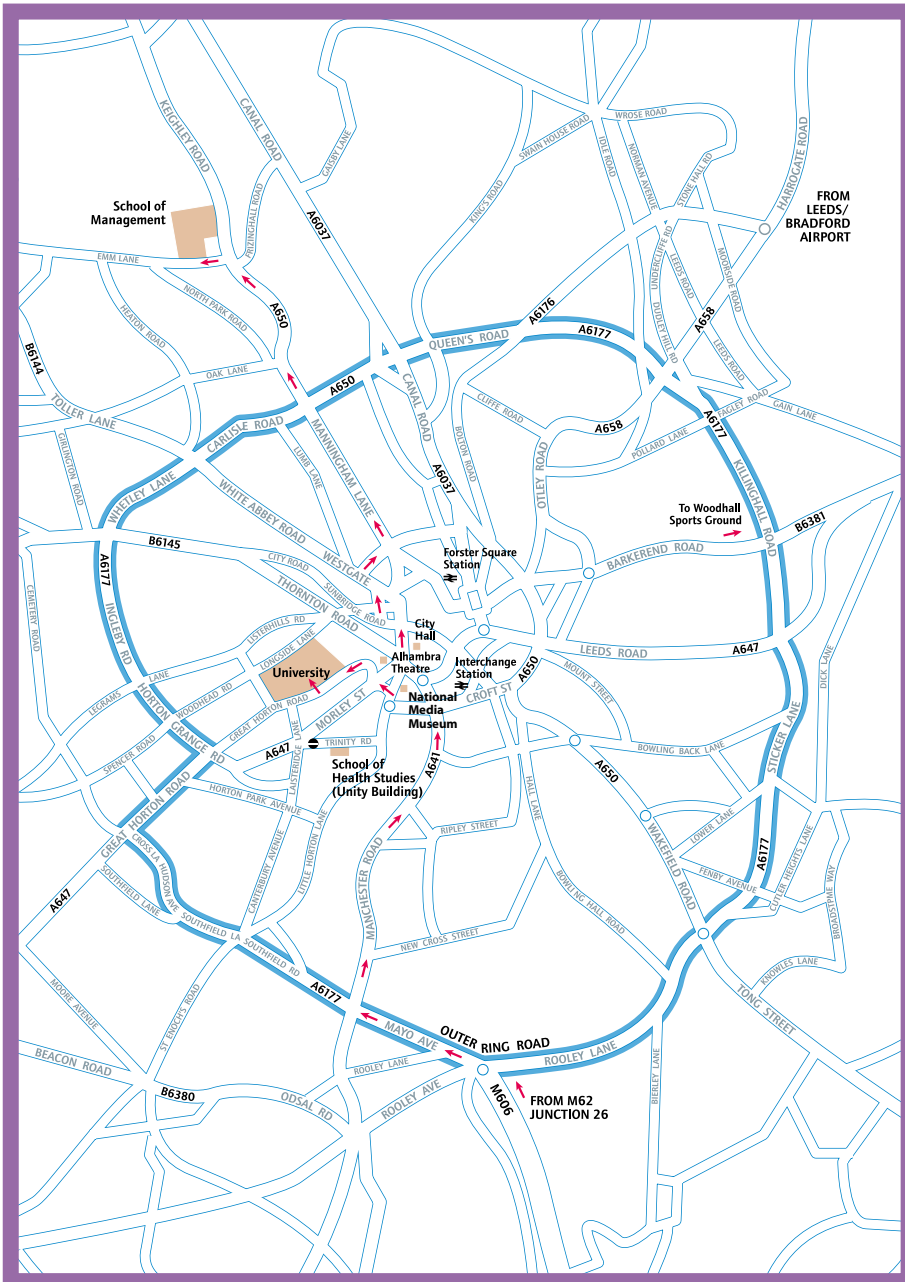 KEIGHLEY ROAD
CANAL ROAD
GAISBY LANE
SWAIN HOUSE ROAD
WROSE ROAD
IDLE ROAD
NORMAN AVENUE
STONE HALL RD
HARROGATE ROAD
FROM
LEEDS/
BRADFORD
AIRPORT
School of
Management
FRIZINGHALL ROAD
A6037
KING'S ROAD
UNDERCLIFFE RD
LEEDS ROAD
MOORSIDE ROAD
EMM LANE
NORTH PARK ROAD
HEATON ROAD
A650
A6176
A6177
DUDLEY HILL RD
A658
LEEDS ROAD
B6144
QUEEN'S ROAD
OAK LANE
A650
CANAL ROAD
TOLLER LANE
CARLISLE ROAD
CLIFFE ROAD
A658
FAGLEY ROAD
GAIN LANE
A6177
GIRLINGTON ROAD
LUMB LANE
MANNINGHAM LANE
BOLTON ROAD
OTLEY ROAD
POLLARD LANE
KILLINGHALL ROAD
WHETLEY LANE
WHITE ABBEY ROAD
A6037
To Woodhall
Sports Ground
B6381
B6145
WESTGATE
Forster Square
Station
BARKEREND ROAD
A6177
CITY ROAD
SUNBRIDGE ROAD
THORNTON ROAD
CEMETERY ROAD
INGLEBY RD
LISTERHILLS RD
LONGSIDE LANE
City
Hall
LEEDS ROAD
A647
University
Alhambra
Theatre
Interchange
Station
A650
MOUNT STREET
DICK LANE
LEGRAMS LANE
WOODHEAD RD
GREAT HORTON ROAD
MORLEY ST
CROFT ST
National
Media
Museum
HORTON GRANGE RD
SPENCER ROAD
A647
LAISTERIDGE LANE
TRINITY RD
School of
Health Studies
(Unity Building)
A641
BOWLING BACK LANE
STICKER LANE
A650
HORTON PARK AVENUE
GREAT HORTON ROAD
HALL LANE
RIPLEY STREET
LOWER LANE
WAKEFIELD ROAD
A6177
CROSS LA
HUDSON AVE
CANTERBURY AVENUE
LITTLE HORTON LANE
MANCHESTER ROAD
FENBY AVENUE
CUTLER HEIGHTS LANE
BROADSTPME WAY
A647
SOUTHFIELD LANE
BOWLNG HALL ROAD
SOUTHFIELD LA
SOUTHFIELD RD
NEW CROSS STREET
KNOWLES LANE
MOORE AVENUE
ST ENOCH'S ROAD
A6177
TONG STREET
MAYO AVE
OUTER RING ROAD
ROOLEY LANE
BEACON ROAD
ROOLEY LANE
BIERLEY LANE
B6380
ODSAL RD
ROOLEY AVE
M606
FROM M62
JUNCTION 26